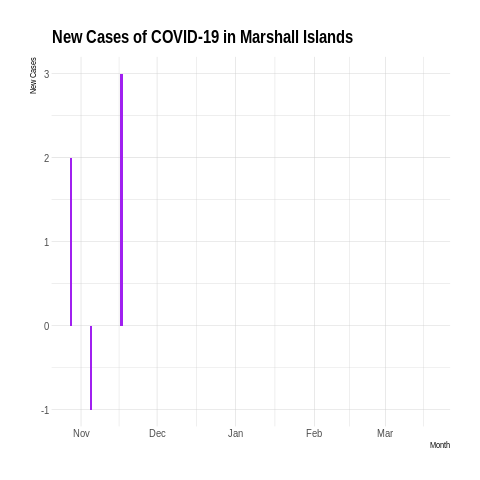 New Cases of COVID-19 in Marshall Islands
New Cases
3
2
1
0
-1
Nov Dec Jan Feb Mar
Month